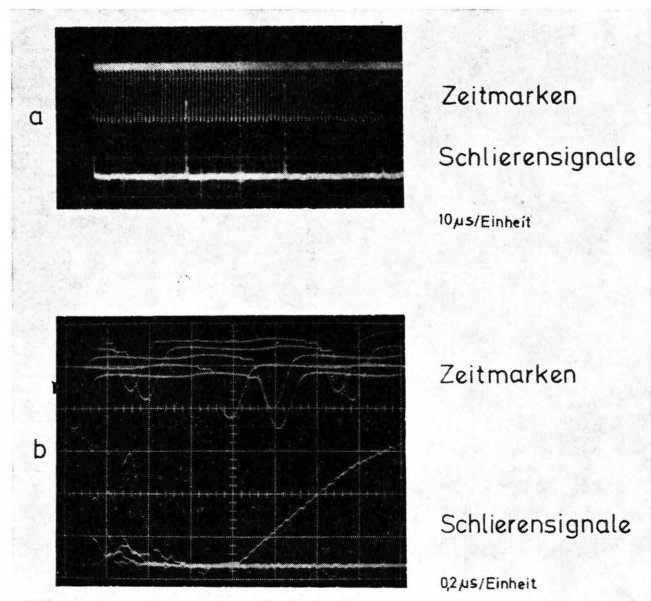 a
Zeitmarken
Schlierensignale
10µs/Einheit
b
Zeitmarken
Schlierensignale
0,2µs/Einheit